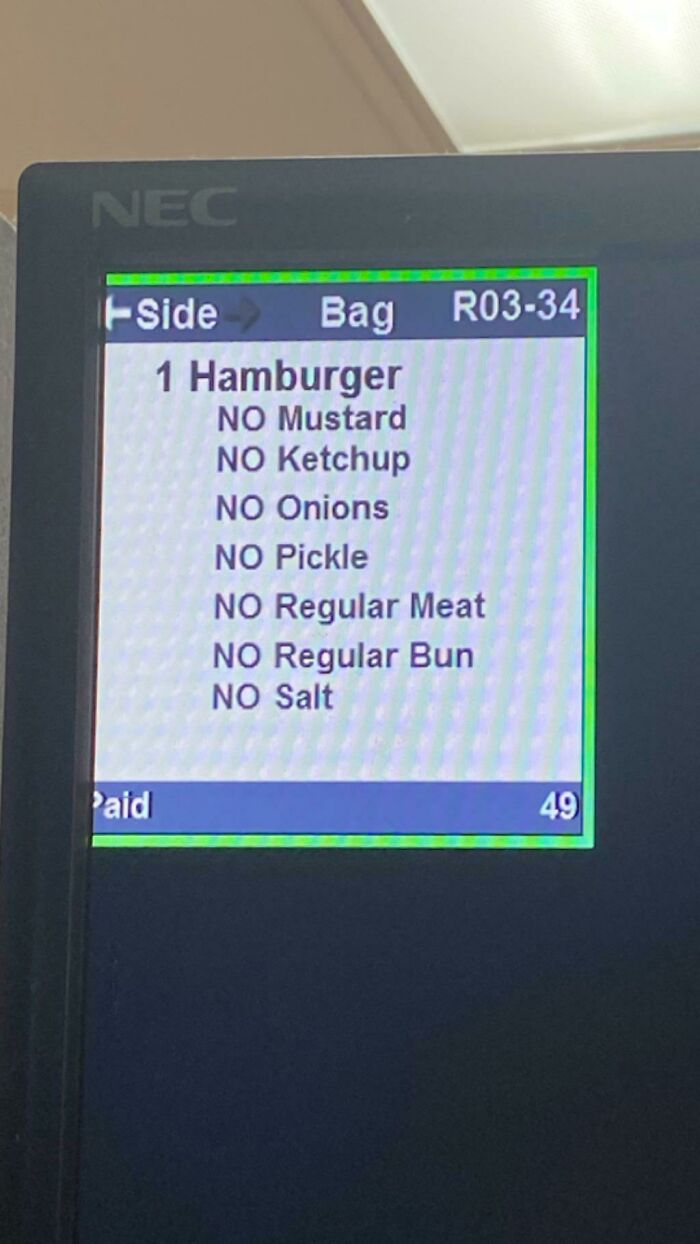 NEC
Side Bag R03-34
1 Hamburger
NO Mustard
NO Ketchup
NO Onions
NO Pickle
NO Regular Meat
NO Regular Bun
NO Salt
Paid 49